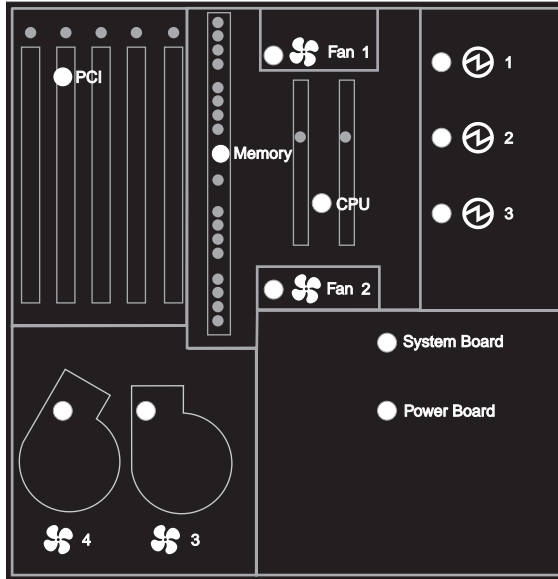 Fan 1
1
PCI
2
Memory
CPU
3
Fan 2
System Board
Power Board
4
3